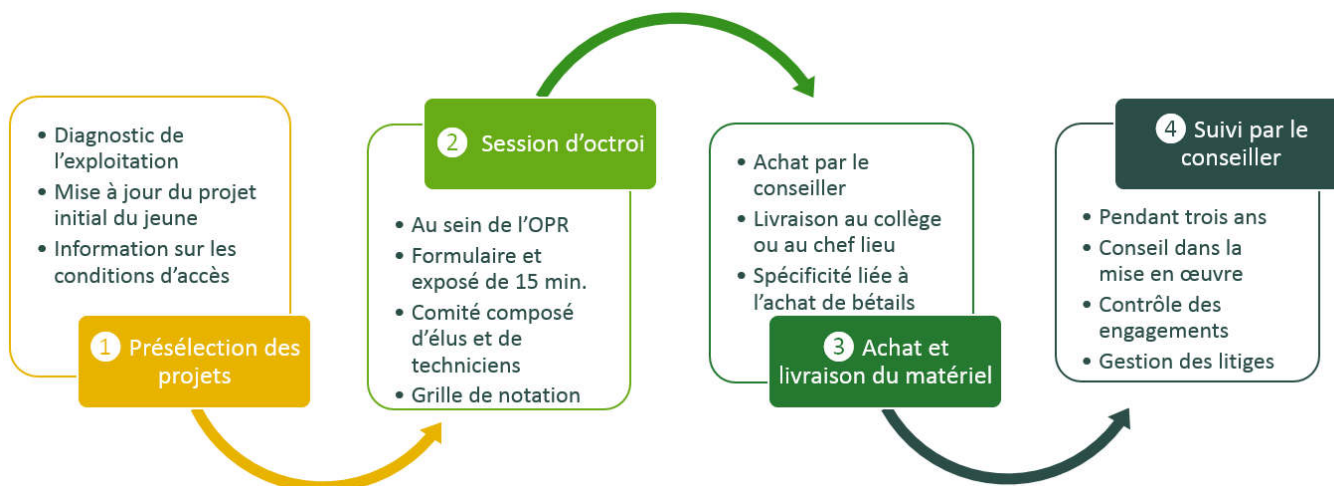 • Diagnostic de
l’exploitation
• Mise à jour du projet
initial du jeune
• Information sur les
conditions d’accès
1 Présélection des
projets
2 Session d’octroi
• Au sein de l’OPR
• Formulaire et
exposé de 15 min.
• Comité composé
d’élus et de
techniciens
• Grille de notation
• Achat par le
conseiller
• Livraison au collège
ou au chef lieu
• Spécificité liée à
l’achat de bétails
3 Achat et
livraison du matériel
4 Suivi par le
conseiller
• Pendant trois ans
• Conseil dans la
mise en œuvre
• Contrôle des
engagements
• Gestion des litiges